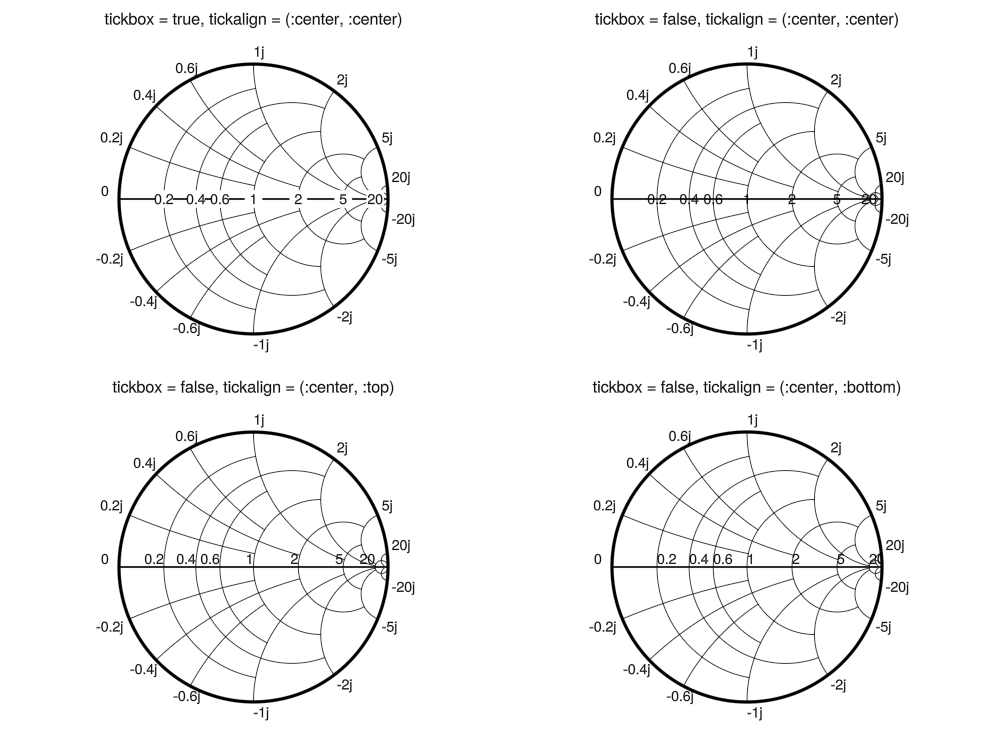 tickbox = true, tickalign = (:center, :center)
1j
0.6j
2j
0.4j
0.2j
5j
20j
0
0.2 0.4 0.6 1 2 5 20
-20j
-0.2j
-5j
-0.4j
-2j
-0.6j
-1j
tickbox = false, tickalign = (:center, :center)
1j
0.6j
2j
0.4j
0.2j
5j
20j
0
0.2 0.4 0.6 1 2 5 20
-20j
-0.2j
-5j
-0.4j
-2j
-0.6j
-1j
tickbox = false, tickalign = (:center, :top)
1j
0.6j
2j
0.4j
0.2j
5j
20j
0
0.2 0.4 0.6 1 2 5 20
-20j
-0.2j
-5j
-0.4j
-2j
-0.6j
-1j
tickbox = false, tickalign = (:center, :bottom)
1j
0.6j
2j
0.4j
0.2j
5j
20j
0
0.2 0.4 0.6 1 2 5 20
-20j
-0.2j
-5j
-0.4j
-2j
-0.6j
-1j